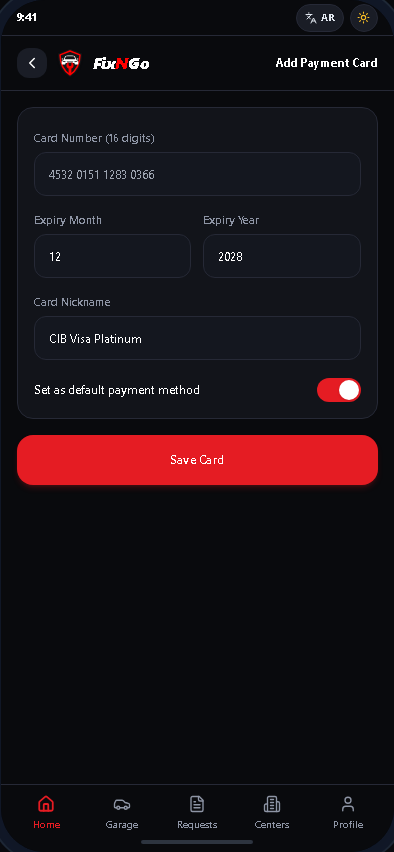 9:41
AR
FixNGo
Add Payment Card
Card Number (16 digits)
4532 0151 1283 0366
Expiry Month
Expiry Year
12
2028
Card Nickname
CIB Visa Platinum
Set as default payment method
Save Card
Home
Garage
Requests
Centers
Profile